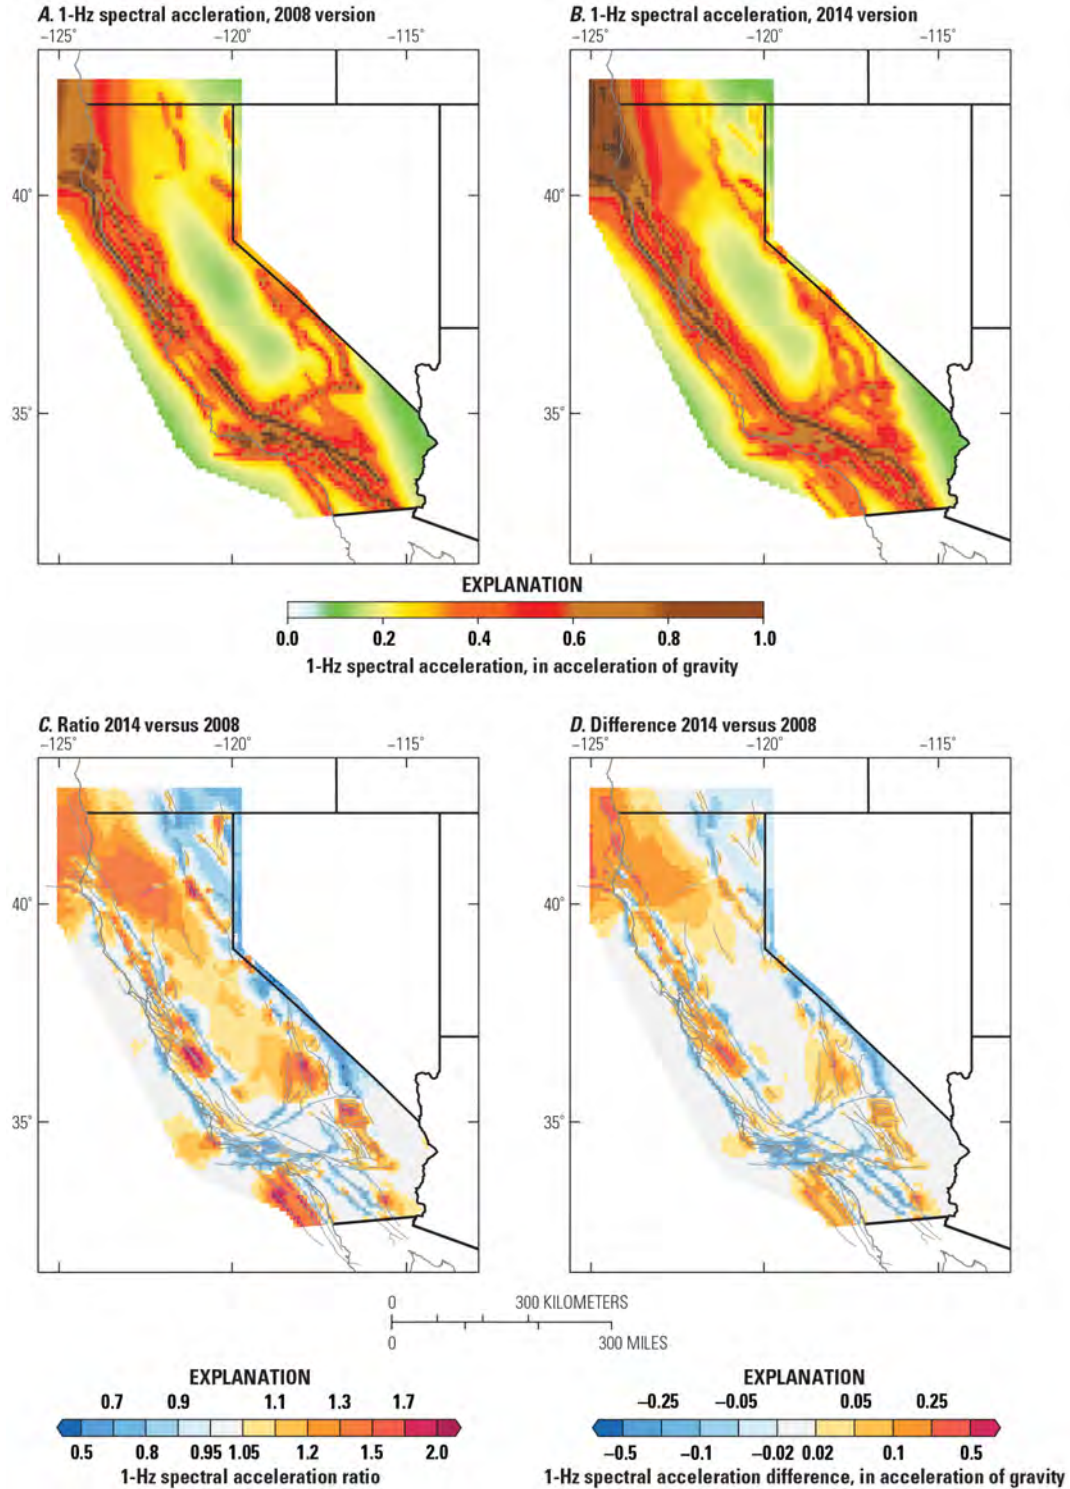 A. 1-Hz spectral accleration, 2008 version
B. 1-Hz spectral acceleration, 2014 version
−125° −120° −115°
−125° −120° −115°
40°
35°
40°
35°
EXPLANATION
0.0 0.2 0.4 0.6 0.8 1.0
1-Hz spectral acceleration, in acceleration of gravity
C. Ratio 2014 versus 2008
D. Difference 2014 versus 2008
−125° −120° −115°
−125° −120° −115°
40°
35°
40°
35°
0 300 KILOMETERS
0 300 MILES
EXPLANATION
0.7 0.9 1.1 1.3 1.7
0.5 0.8 0.95 1.05 1.2 1.5 2.0
1-Hz spectral acceleration ratio
EXPLANATION
−0.25 −0.05 0.05 0.25
−0.5 −0.1 −0.02 0.02 0.1 0.5
1-Hz spectral acceleration difference, in acceleration of gravity